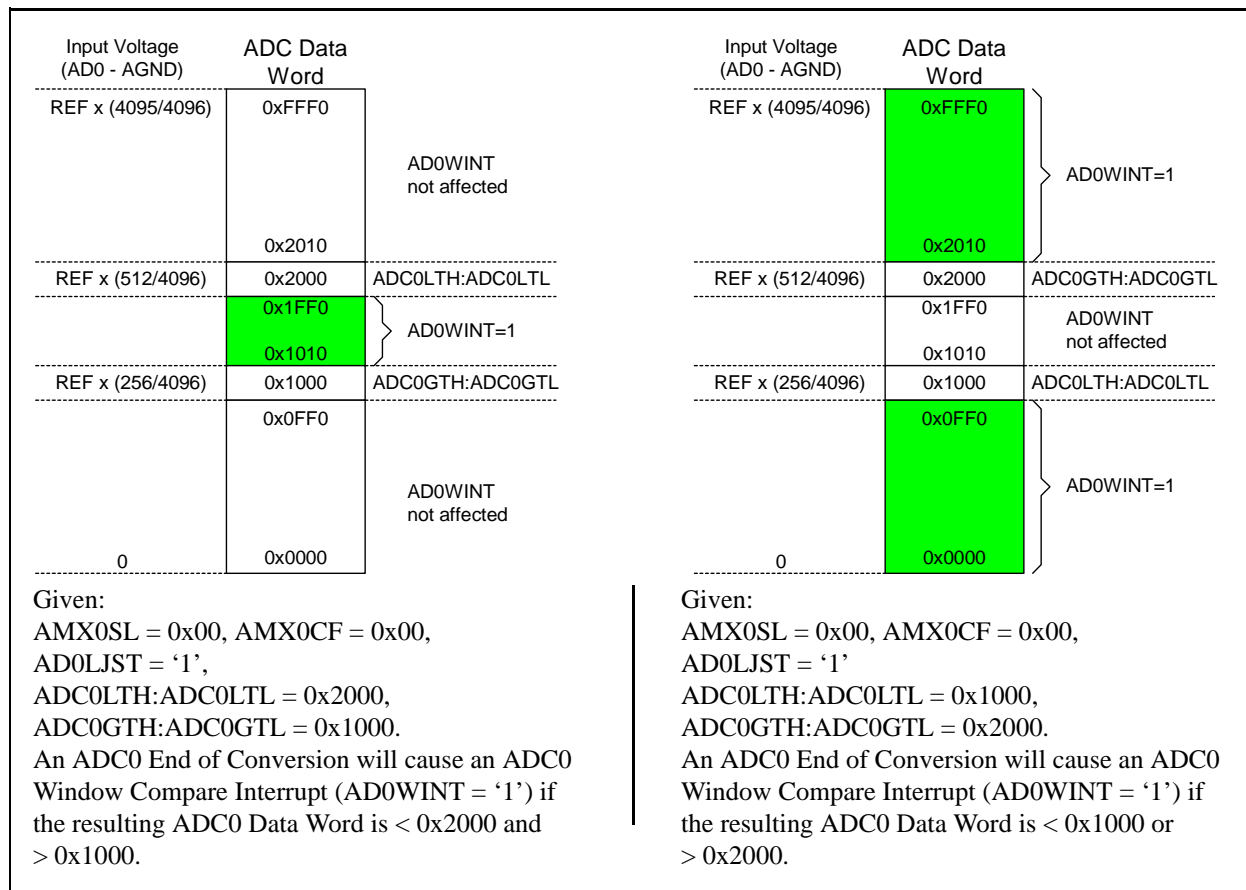 Input Voltage
(AD0 - AGND)
ADC Data
Word
REF x (4095/4096)
0xFFF0
AD0WINT
not affected
0x2010
REF x (512/4096)
0x2000
ADC0LTH:ADC0LTL
0x1FF0
AD0WINT=1
0x1010
REF x (256/4096)
0x1000
ADC0GTH:ADC0GTL
0x0FF0
AD0WINT
not affected
0
0x0000
Given:
AMX0SL = 0x00, AMX0CF = 0x00,
AD0LJST = ‘1’,
ADC0LTH:ADC0LTL = 0x2000,
ADC0GTH:ADC0GTL = 0x1000.
An ADC0 End of Conversion will cause an ADC0
Window Compare Interrupt (AD0WINT = ‘1’) if
the resulting ADC0 Data Word is < 0x2000 and
> 0x1000.
Input Voltage
(AD0 - AGND)
ADC Data
Word
REF x (4095/4096)
0xFFF0
AD0WINT=1
0x2010
REF x (512/4096)
0x2000
ADC0GTH:ADC0GTL
0x1FF0
AD0WINT
not affected
0x1010
REF x (256/4096)
0x1000
ADC0LTH:ADC0LTL
0x0FF0
AD0WINT=1
0
0x0000
Given:
AMX0SL = 0x00, AMX0CF = 0x00,
AD0LJST = ‘1’
ADC0LTH:ADC0LTL = 0x1000,
ADC0GTH:ADC0GTL = 0x2000.
An ADC0 End of Conversion will cause an ADC0
Window Compare Interrupt (AD0WINT = ‘1’) if
the resulting ADC0 Data Word is < 0x1000 or
> 0x2000.